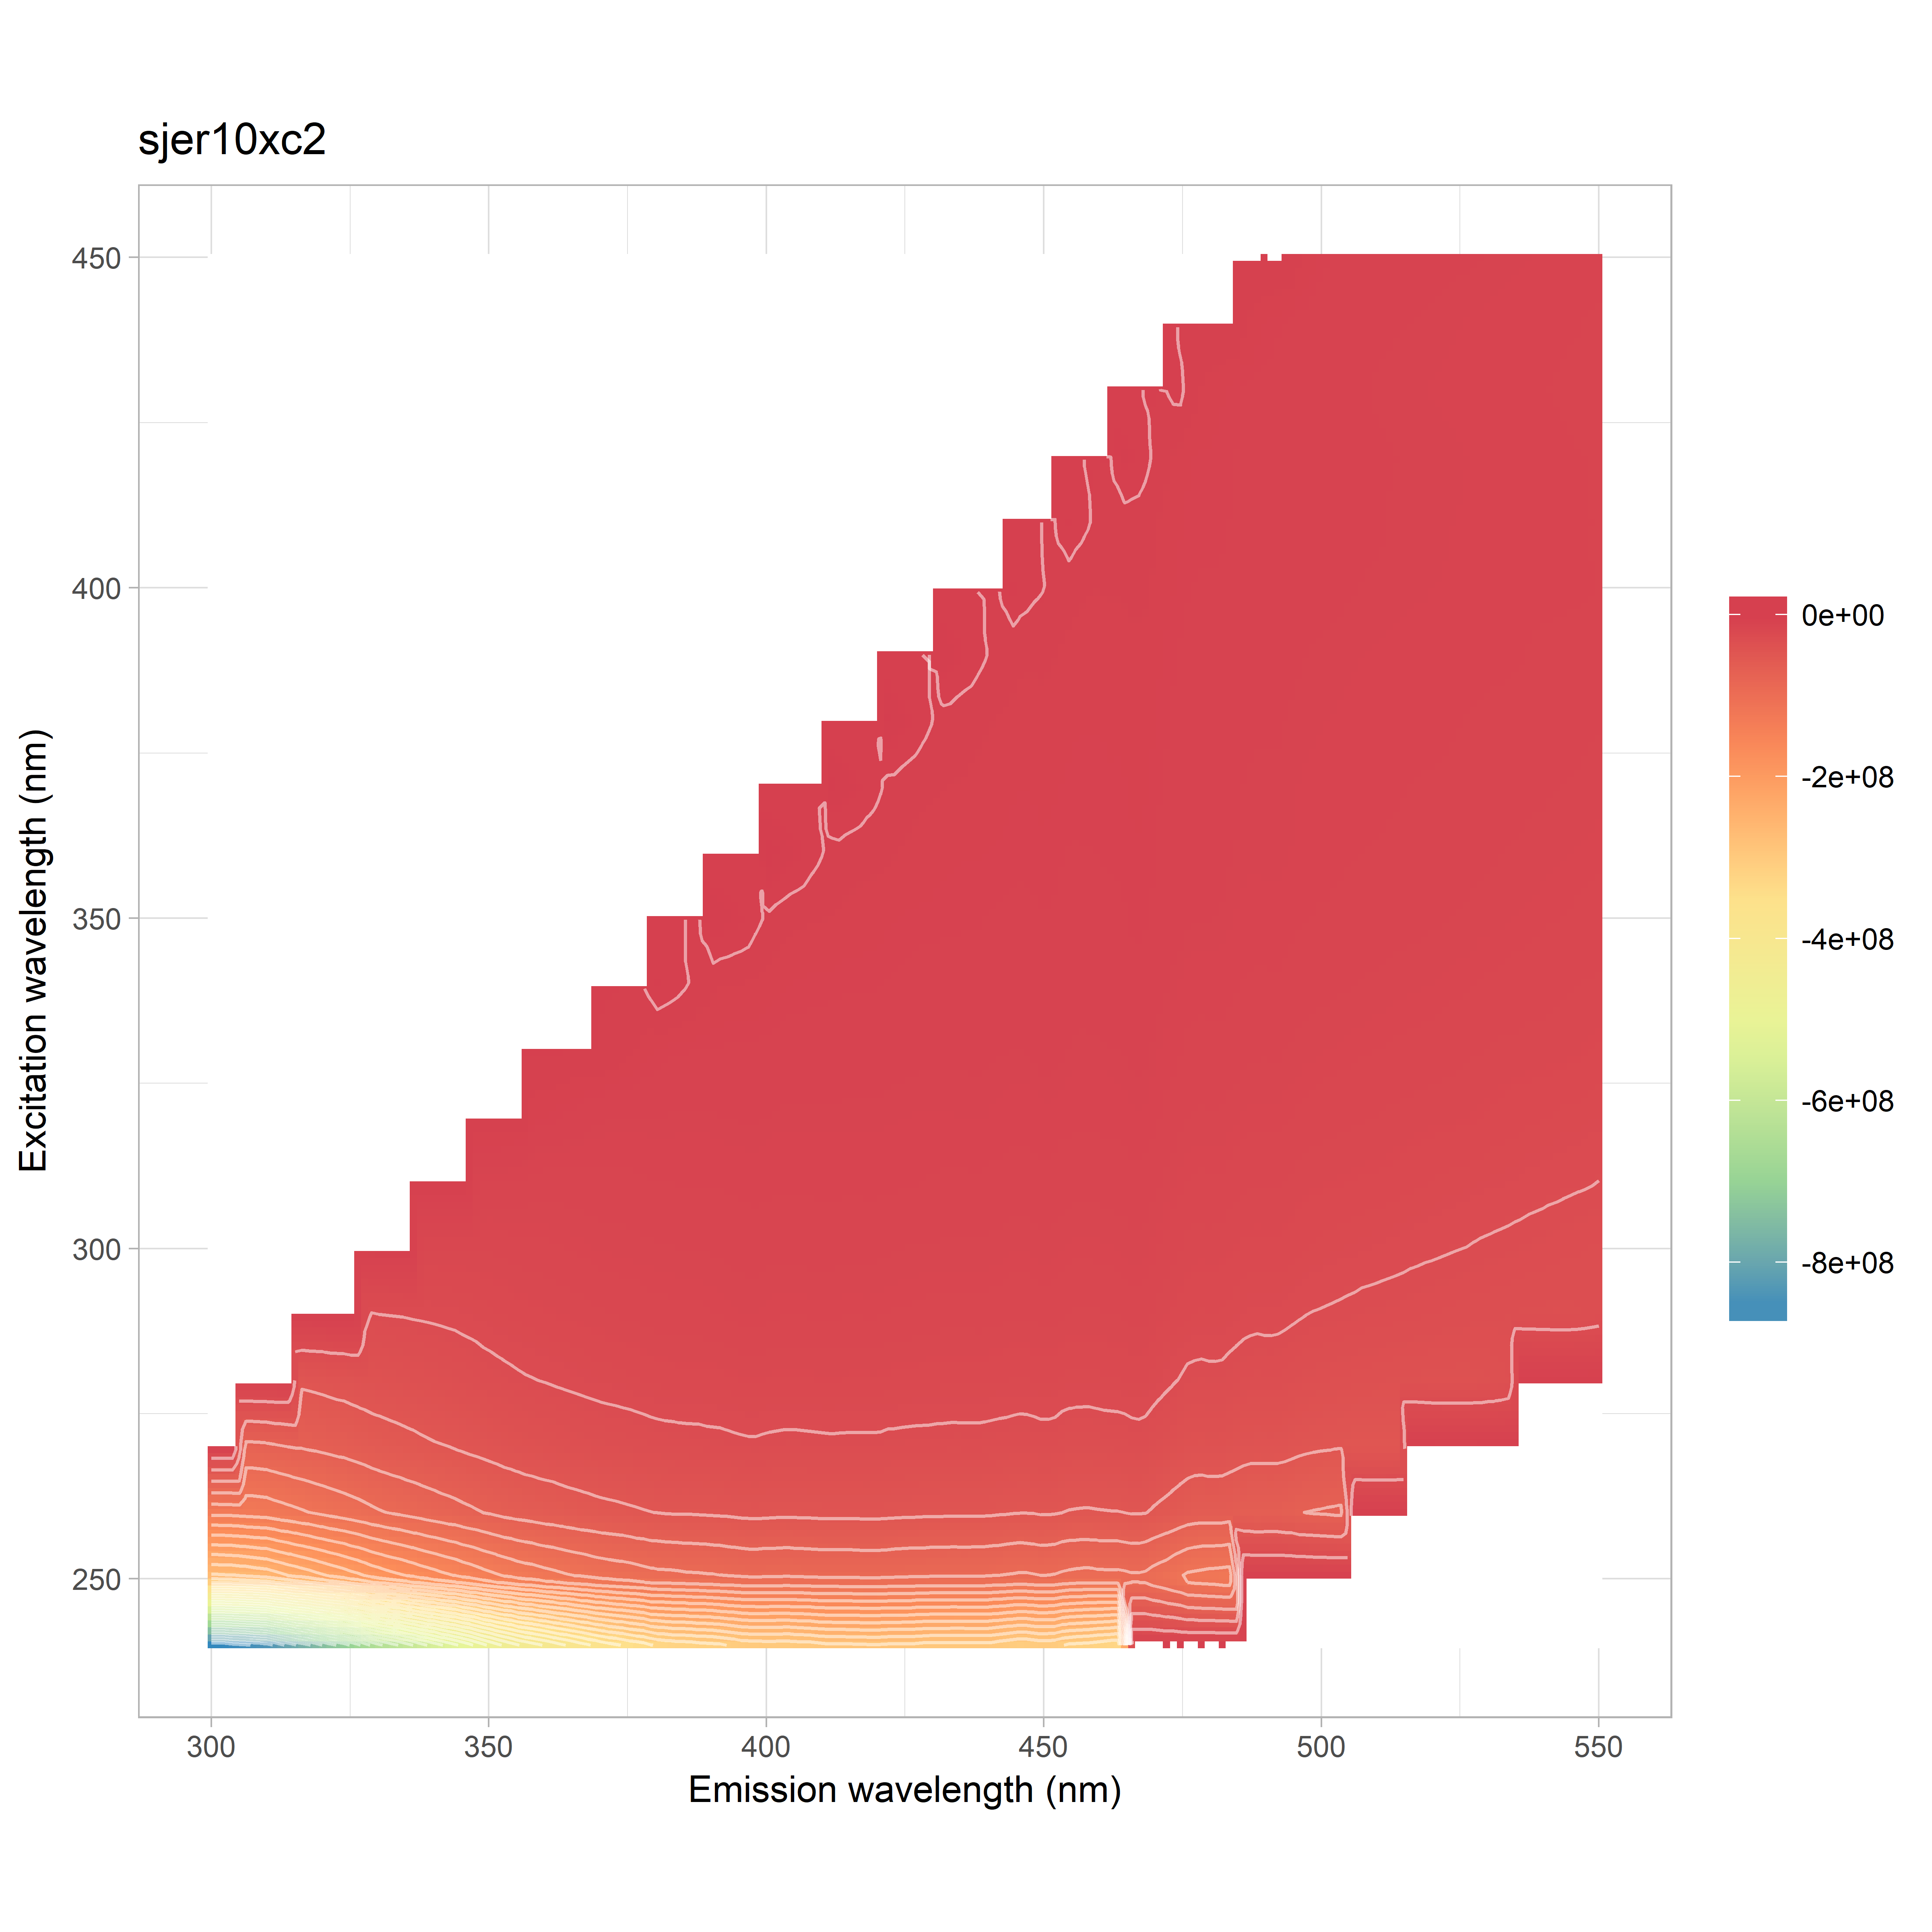 sjer10xc2
Excitation wavelength (nm)
450
400
350
300
250
300 350 400 450 500 550
Emission wavelength (nm)
0e+00
-2e+08
-4e+08
-6e+08
-8e+08